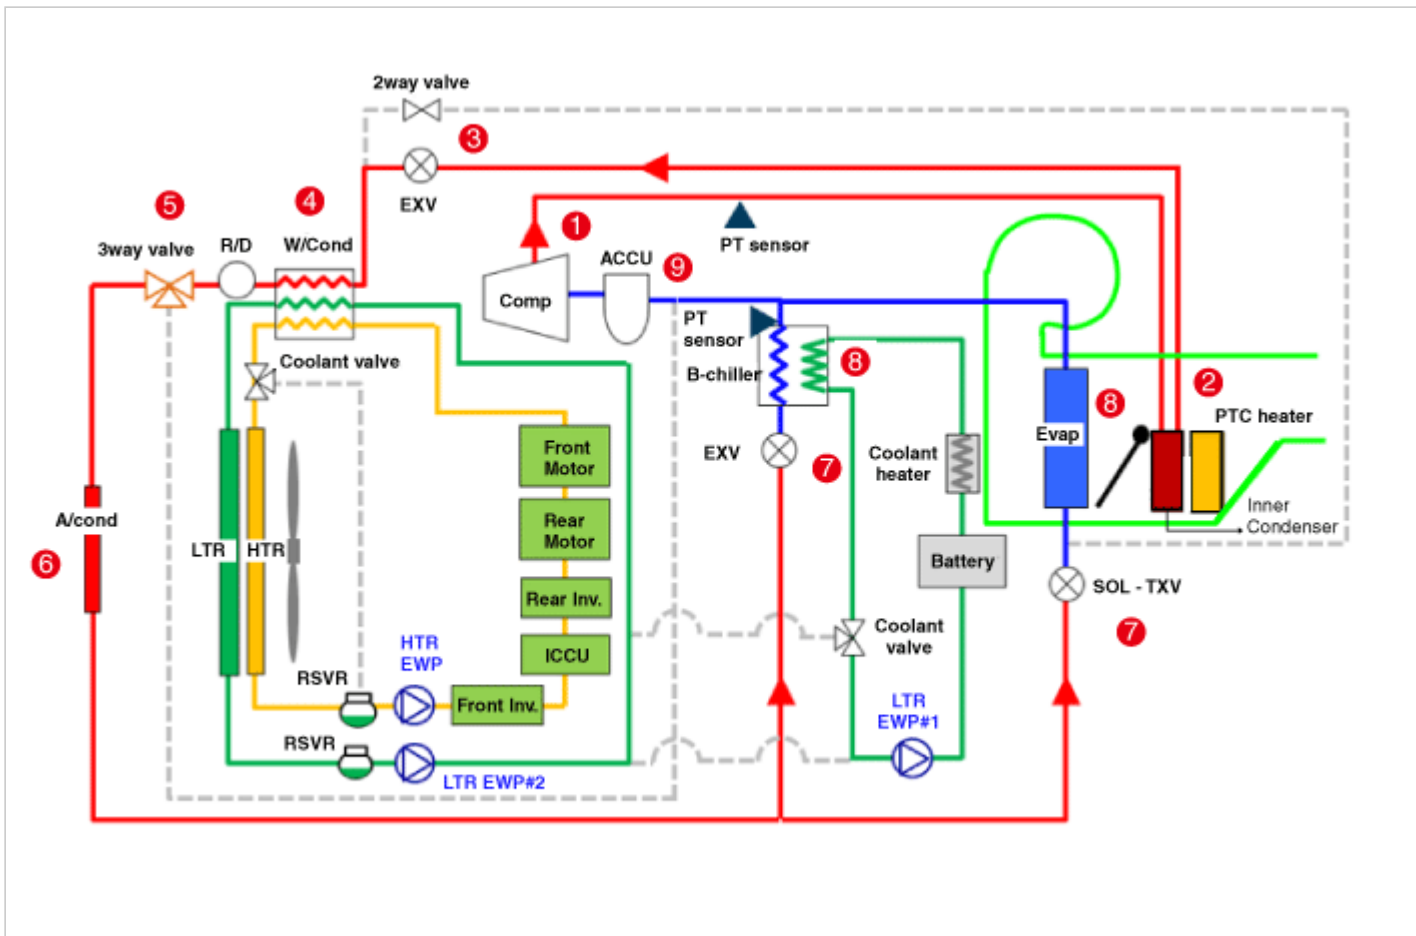 2way valve
3
EXV
4
5
1
PT sensor
3way valve
R/D
W/Cond
ACCU
9
Comp
PT
sensor
Coolant valve
B-chiller
8
2
8
PTC heater
Evap
Front
Motor
EXV
7
Coolant
heater
Inner
Condenser
A/cond
Rear
Motor
LTR
HTR
6
Battery
SOL - TXV
Rear Inv.
7
Coolant
valve
HTR
EWP
ICCU
RSVR
Front Inv.
LTR
EWP#1
RSVR
LTR EWP#2